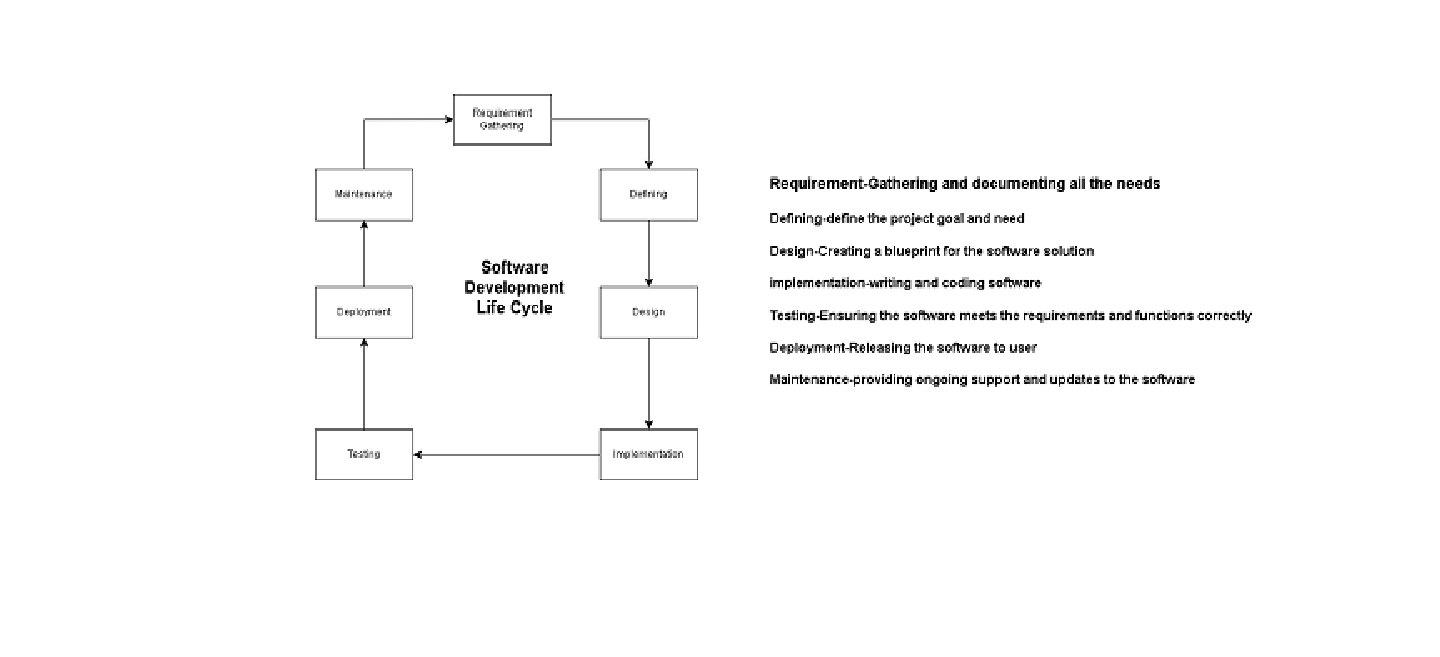 Requirement
Gathering
Maintenance
Defining
Software
Development
Life Cycle
Deployment
Design
Testing
Implementation
Requirement-Gathering and documenting all the needs
Defining-define the project goal and need
Design-Creating a blueprint for the software solution
Implementation-writing and coding software
Testing-Ensuring the software meets the requirements and functions correctly
Deployment-Releasing the software to user
Maintenance-providing ongoing support and updates to the software